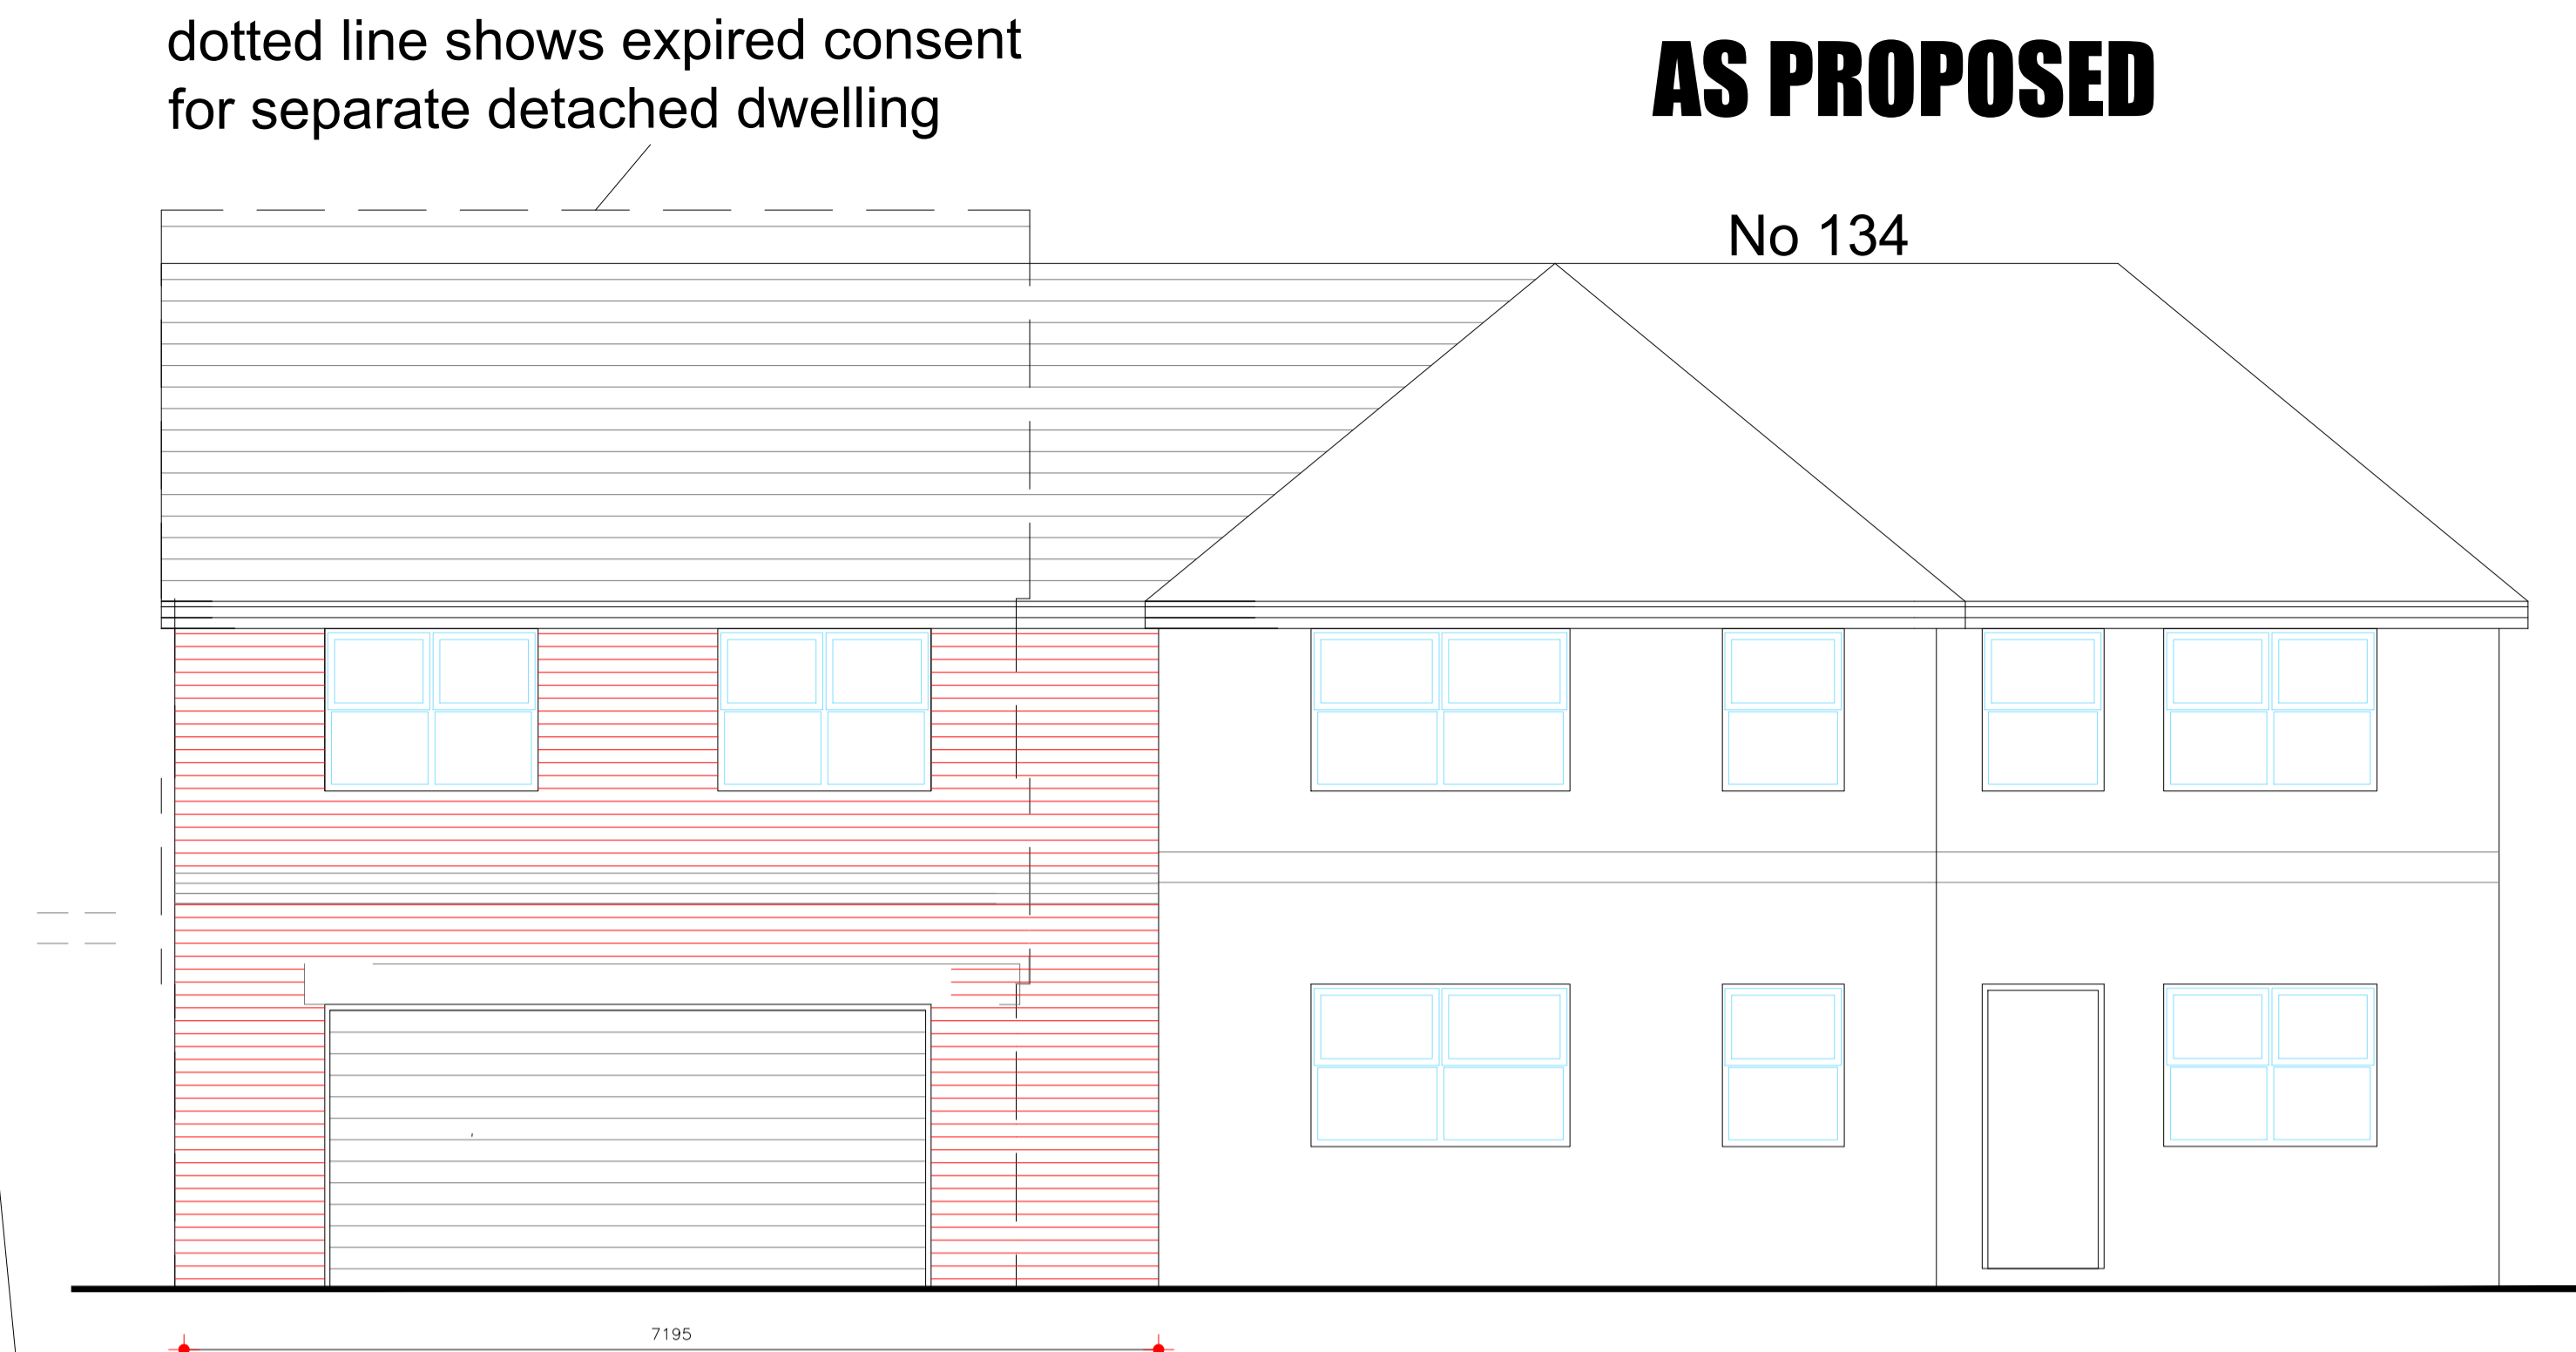 dotted line shows expired consent
for separate detached dwelling
AS PROPOSED
No 134
7195